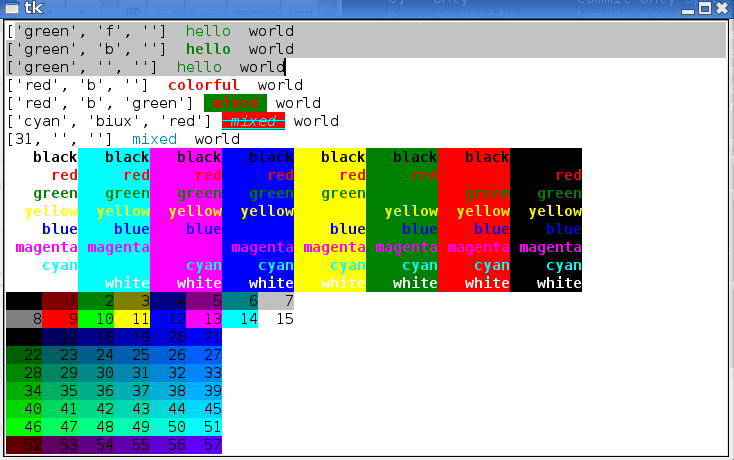 tk
['green', 'f', ''] hello world
['green', 'b', ''] hello world
['green', '', ''] hello world
['red', 'b', ''] colorful world
['red', 'b', 'green'] mixed world
['cyan', 'biux', 'red'] mixed world
[31, '', ''] mixed world
black black black black black black black
red red red red red red red
green green green green green green green
yellow yellow yellow yellow yellow yellow yellow
blue blue blue blue blue blue blue
magenta magenta magenta magenta magenta magenta magenta
cyan cyan cyan cyan cyan cyan cyan
white white white white white white white
1 2 3 4 5 6 7
8 9 10 11 12 13 14 15
17 18 19 20 21
22 23 24 25 26 27
28 29 30 31 32 33
34 35 36 37 38 39
40 41 42 43 44 45
46 47 48 49 50 51
52 53 54 55 56 57